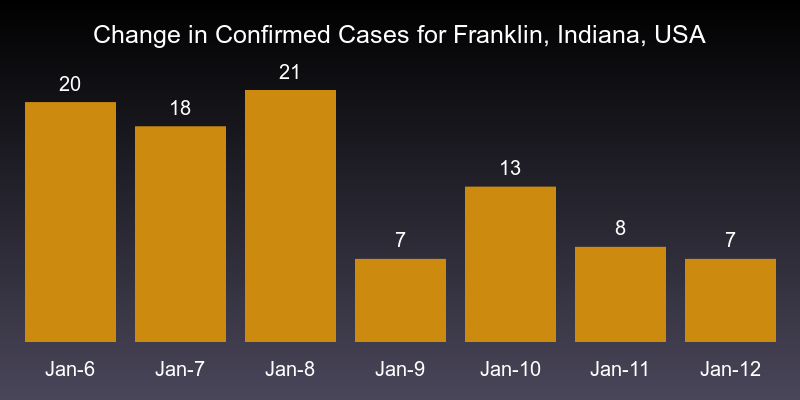 Change in Confirmed Cases for Franklin, Indiana, USA
20 18 21 7 13 8 7
Jan-6 Jan-7 Jan-8 Jan-9 Jan-10 Jan-11 Jan-12